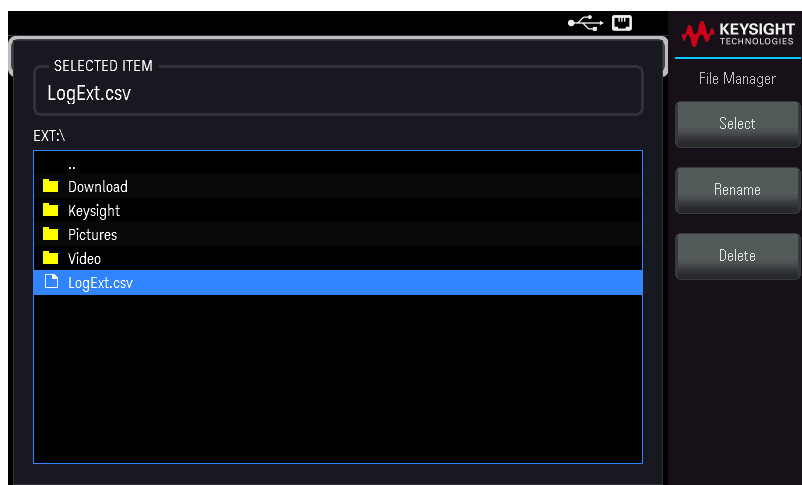 KEYSIGHT
TECHNOLOGIES
File Manager
Select
Rename
Delete
SELECTED ITEM
LogExt.csv
EXT:\
..
Download
Keysight
Pictures
Video
LogExt.csv